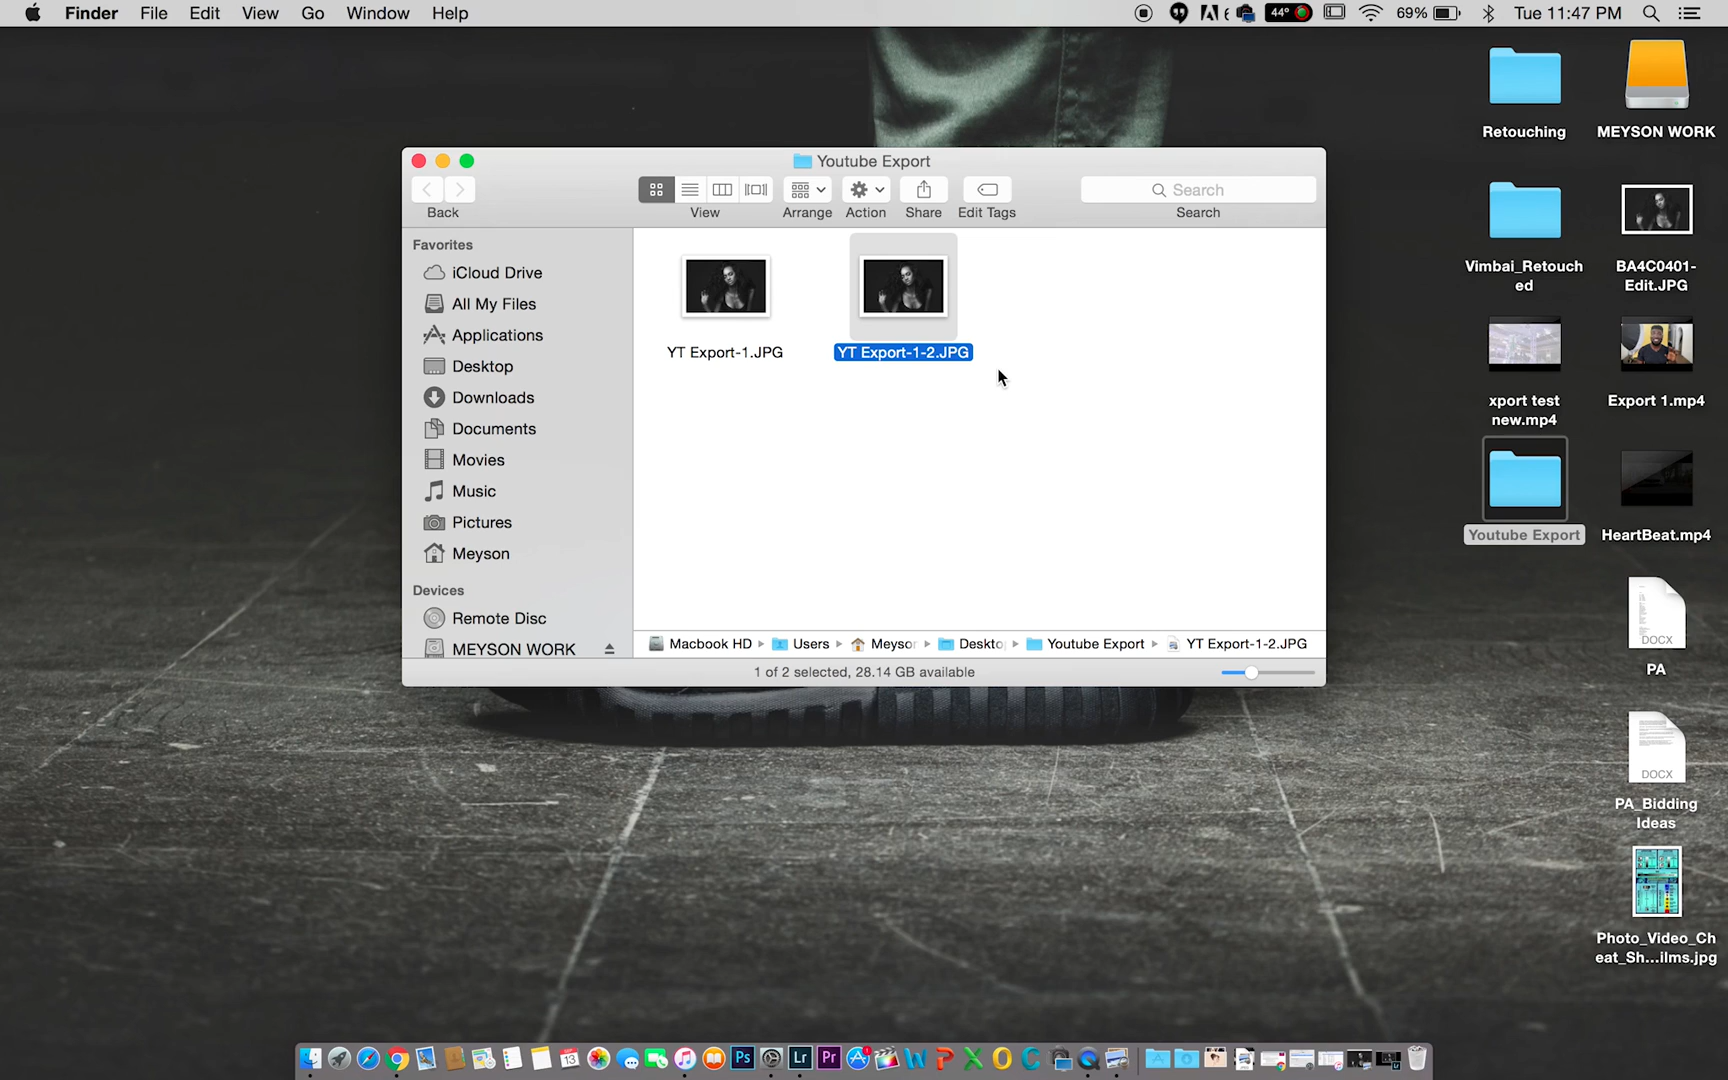 Finder File Edit View Go Window Help
44° 69% Tue 11:47 PM
Youtube Export
Back View Arrange Action Share Edit Tags Search
Search
Favorites
iCloud Drive
All My Files
Applications
Desktop
Downloads
Documents
Movies
Music
Pictures
Meyson
Devices
Remote Disc
MEYSON WORK
YT Export-1.JPG
YT Export-1-2.JPG
Macbook HD Users Meysor Deskto Youtube Export YT Export-1-2.JPG
1 of 2 selected, 28.14 GB available
Retouching
MEYSON WORK
Vimbai_Retouch
ed
BA4C0401-
Edit.JPG
xport test
new.mp4
Export 1.mp4
Youtube Export
HeartBeat.mp4
DOCX
PA
DOCX
PA_Bidding
Ideas
Photo_Video_Ch
eat_Sh...ilms.jpg
13 Ps Lr Pr